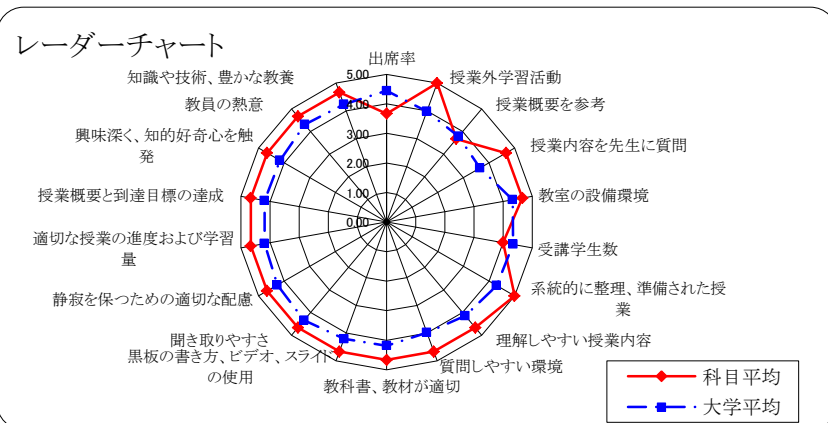 レーダーチャート
出席率
授業外学習活動
授業概要を参考
授業内容を先生に質問
教室の設備環境
受講学生数
系統的に整理、準備された授
業
理解しやすい授業内容
質問しやすい環境
教科書、教材が適切
黒板の書き方、ビデオ、スライド
の使用
聞き取りやすさ
静寂を保つための適切な配慮
適切な授業の進度および学習
量
授業概要と到達目標の達成
興味深く、知的好奇心を触
発
教員の熱意
知識や技術、豊かな教養
5.00
4.00
3.00
2.00
1.00
0.00
科目平均
大学平均